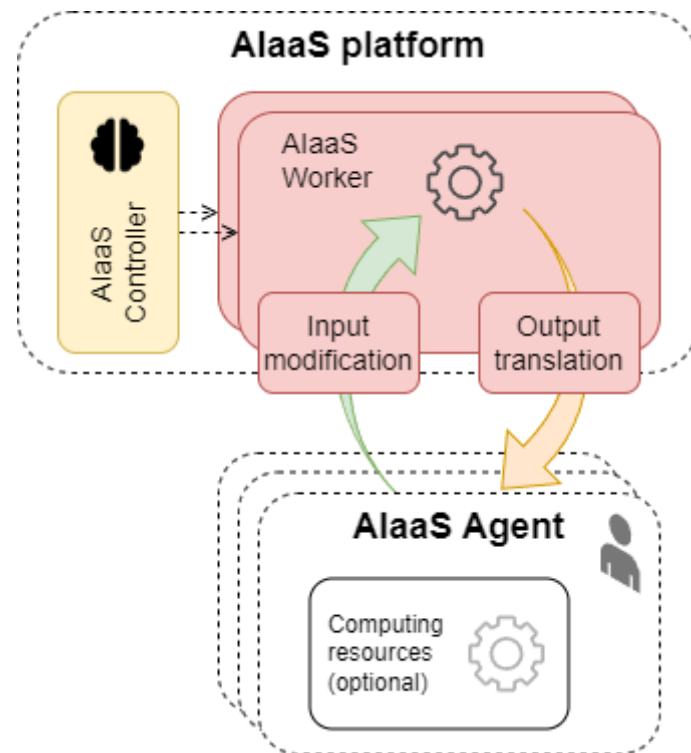 AIaaS platform
AIaaS
Controller
AIaaS
Worker
Input
modification
Output
translation
AIaaS Agent
Computing
resources
(optional)